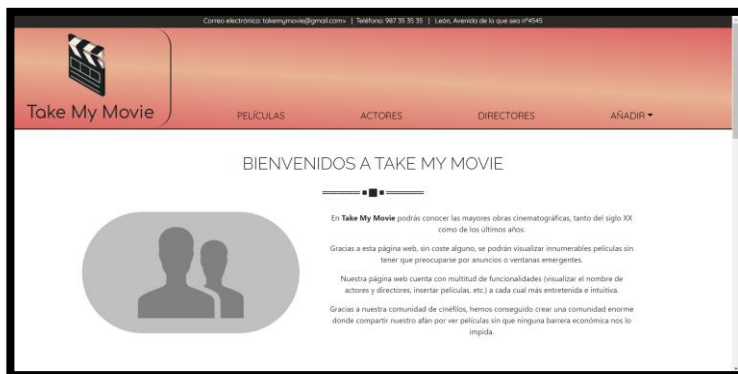 Correo electrónico: takemymovie@gmail.com> | Teléfono: 987 35 35 35 | León, Avenida de lo que sea nº4545
Take My Movie
PELÍCULAS ACTORES DIRECTORES AÑADIR
BIENVENIDOS A TAKE MY MOVIE
En Take My Movie podrás conocer las mayores obras cinematográficas, tanto del siglo XX
como de los últimos años.
Gracias a esta página web, sin coste alguno, se podrán visualizar innumerables películas sin
tener que preocuparse por anuncios o ventanas emergentes.
Nuestra página web cuenta con multitud de funcionalidades (visualizar el nombre de
actores y directores, insertar películas, etc.) a cada cual más entretenida e intuitiva.
Gracias a nuestra comunidad de cinéfilos, hemos conseguido crear una comunidad enorme
donde compartir nuestro afán por ver películas sin que ninguna barrera económica nos lo
impida.